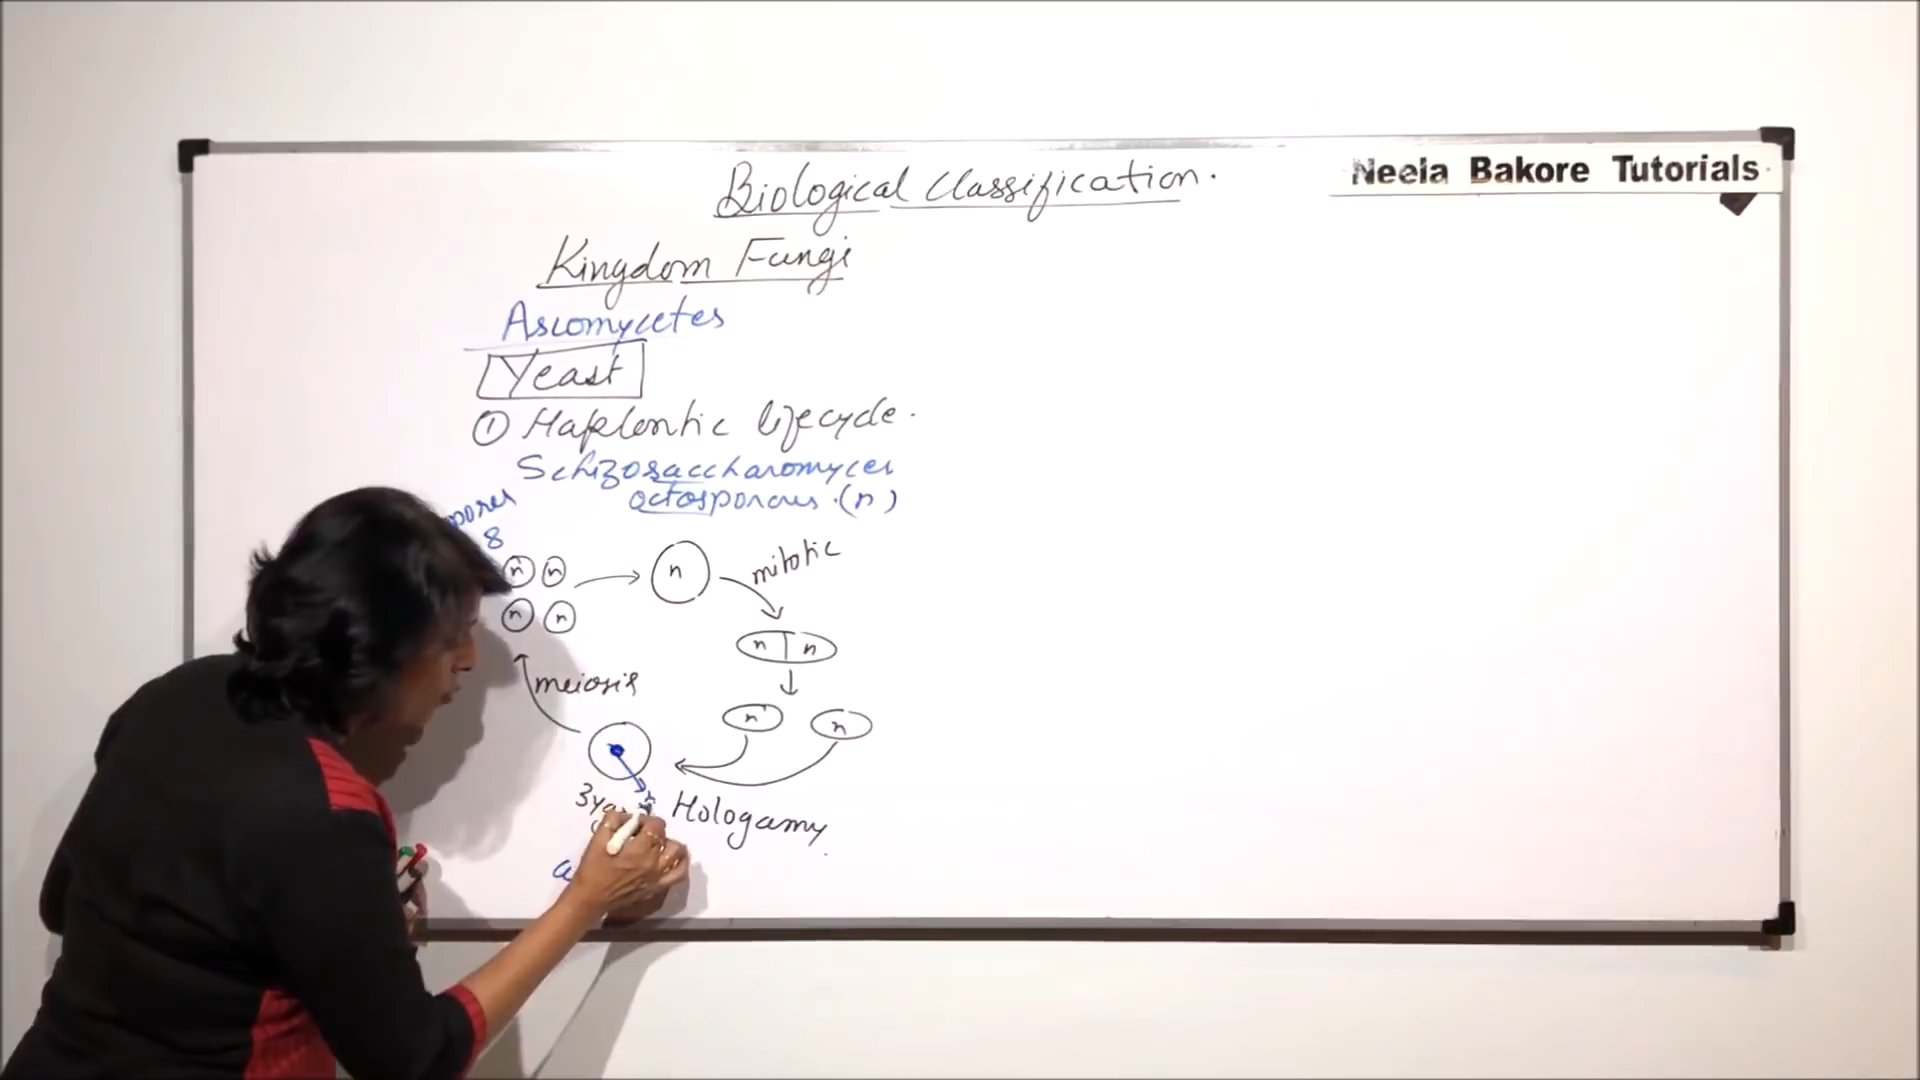 Biological Classification.
Neela Bakore Tutorials
Kingdom Fungi
Ascomycetes
Yeast
① Haplontic lifecycle.
Schizosaccharomyces
octosporous.(n)
8
n n
n n
n
mitotic
n n
meiosis
n n
Hologamy